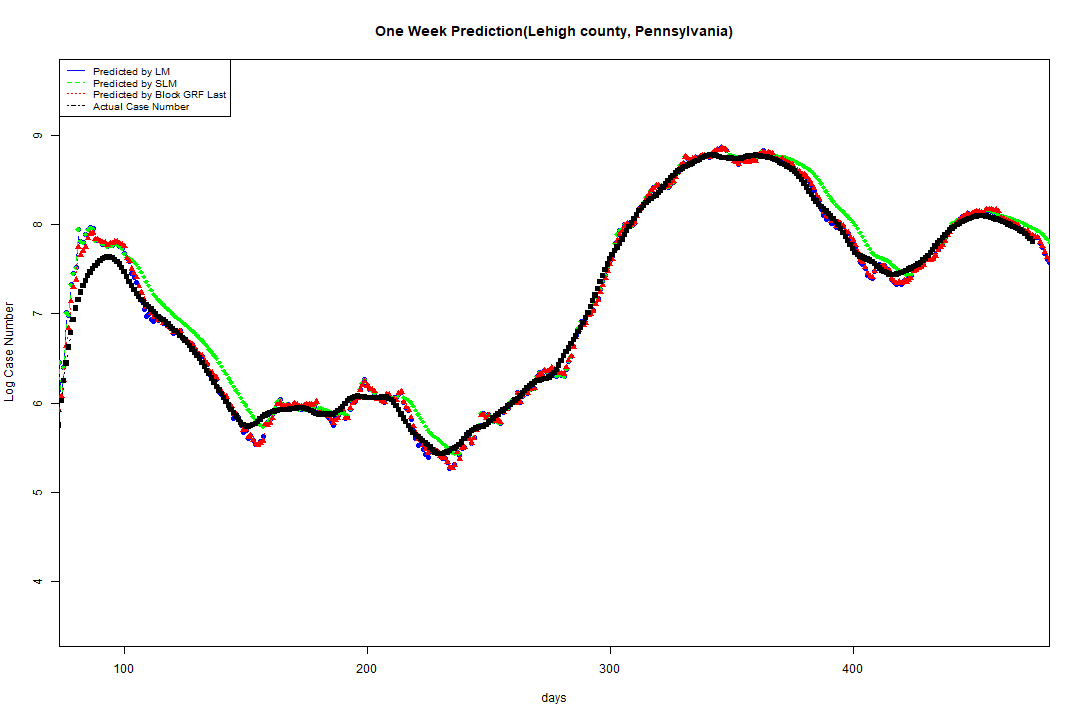 One Week Prediction(Lehigh county, Pennsylvania)
Predicted by LM
Predicted by SLM
Predicted by Block GRF Last
Actual Case Number
9
8
7
6
5
4
Log Case Number
100 200 300 400
days